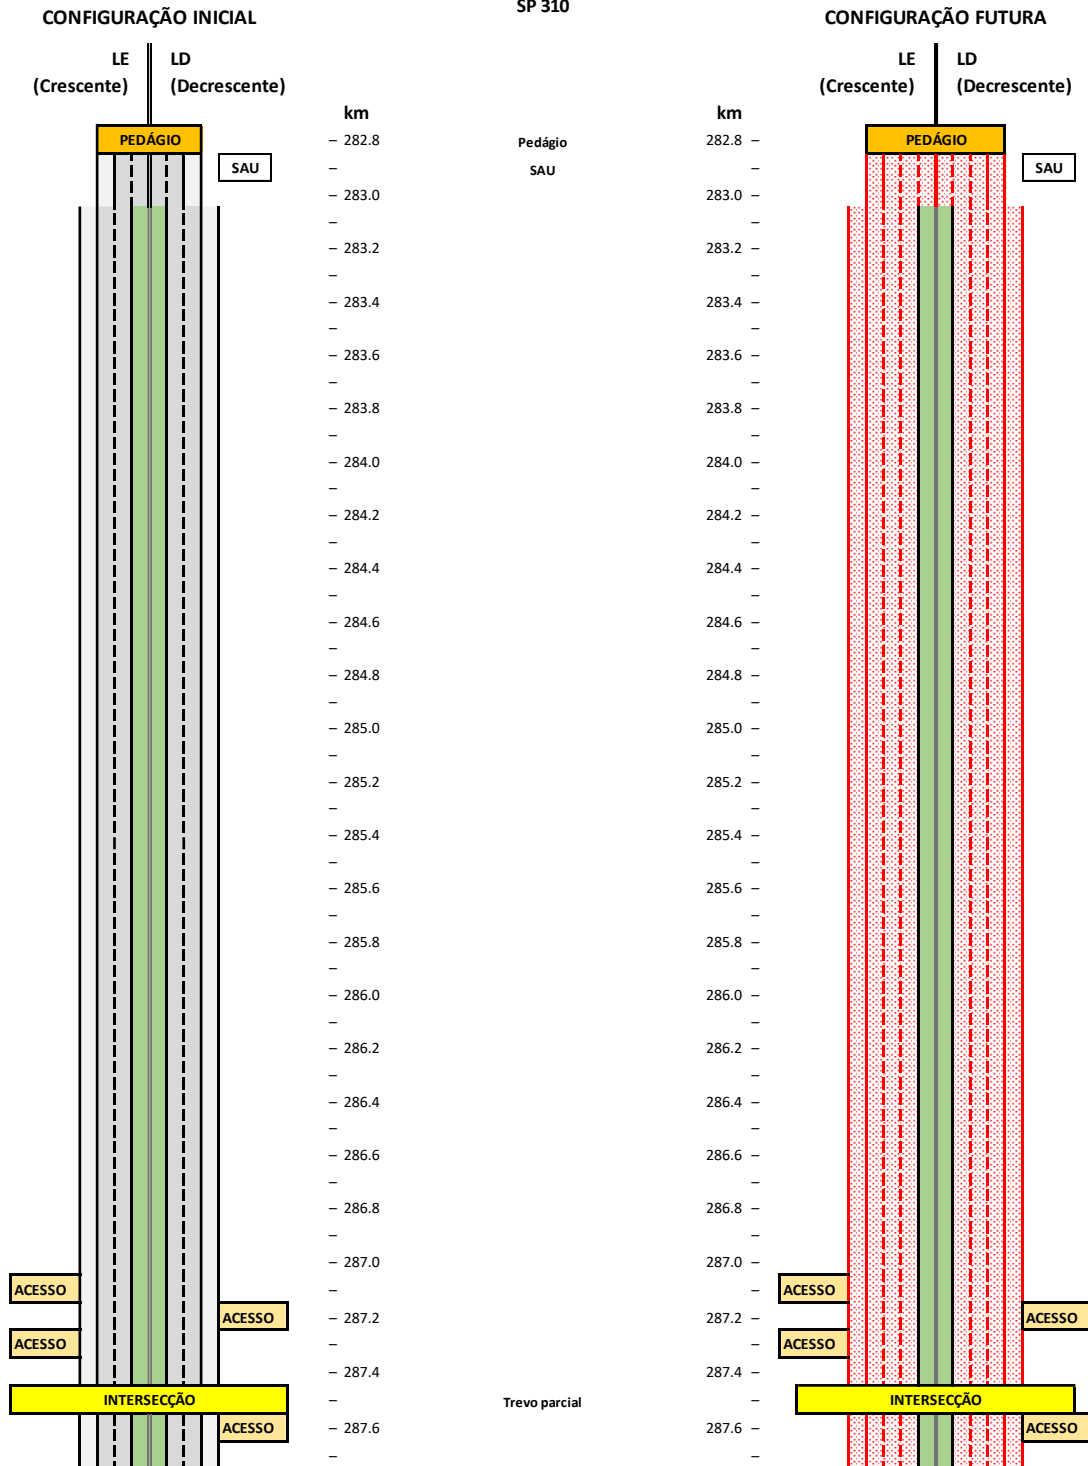 SP 310
CONFIGURAÇÃO INICIAL CONFIGURAÇÃO FUTURA
LE LD LE LD
(Crescente) (Decrescente) (Crescente) (Decrescente)
km km
PEDÁGIO – 282.8 Pedágio 282.8 – PEDÁGIO
SAU – SAU – SAU
– 283.0 283.0 –
– –
– 283.2 283.2 –
– –
– 283.4 283.4 –
– –
– 283.6 283.6 –
– –
– 283.8 283.8 –
– –
– 284.0 284.0 –
– –
– 284.2 284.2 –
– –
– 284.4 284.4 –
– –
– 284.6 284.6 –
– –
– 284.8 284.8 –
– –
– 285.0 285.0 –
– –
– 285.2 285.2 –
– –
– 285.4 285.4 –
– –
– 285.6 285.6 –
– –
– 285.8 285.8 –
– –
– 286.0 286.0 –
– –
– 286.2 286.2 –
– –
– 286.4 286.4 –
– –
– 286.6 286.6 –
– –
– 286.8 286.8 –
– –
– 287.0 287.0 –
ACESSO – – ACESSO
ACESSO – 287.2 287.2 – ACESSO
ACESSO – – ACESSO
– 287.4 287.4 –
INTERSECÇÃO – Trevo parcial – INTERSECÇÃO
ACESSO – 287.6 287.6 – ACESSO
– –